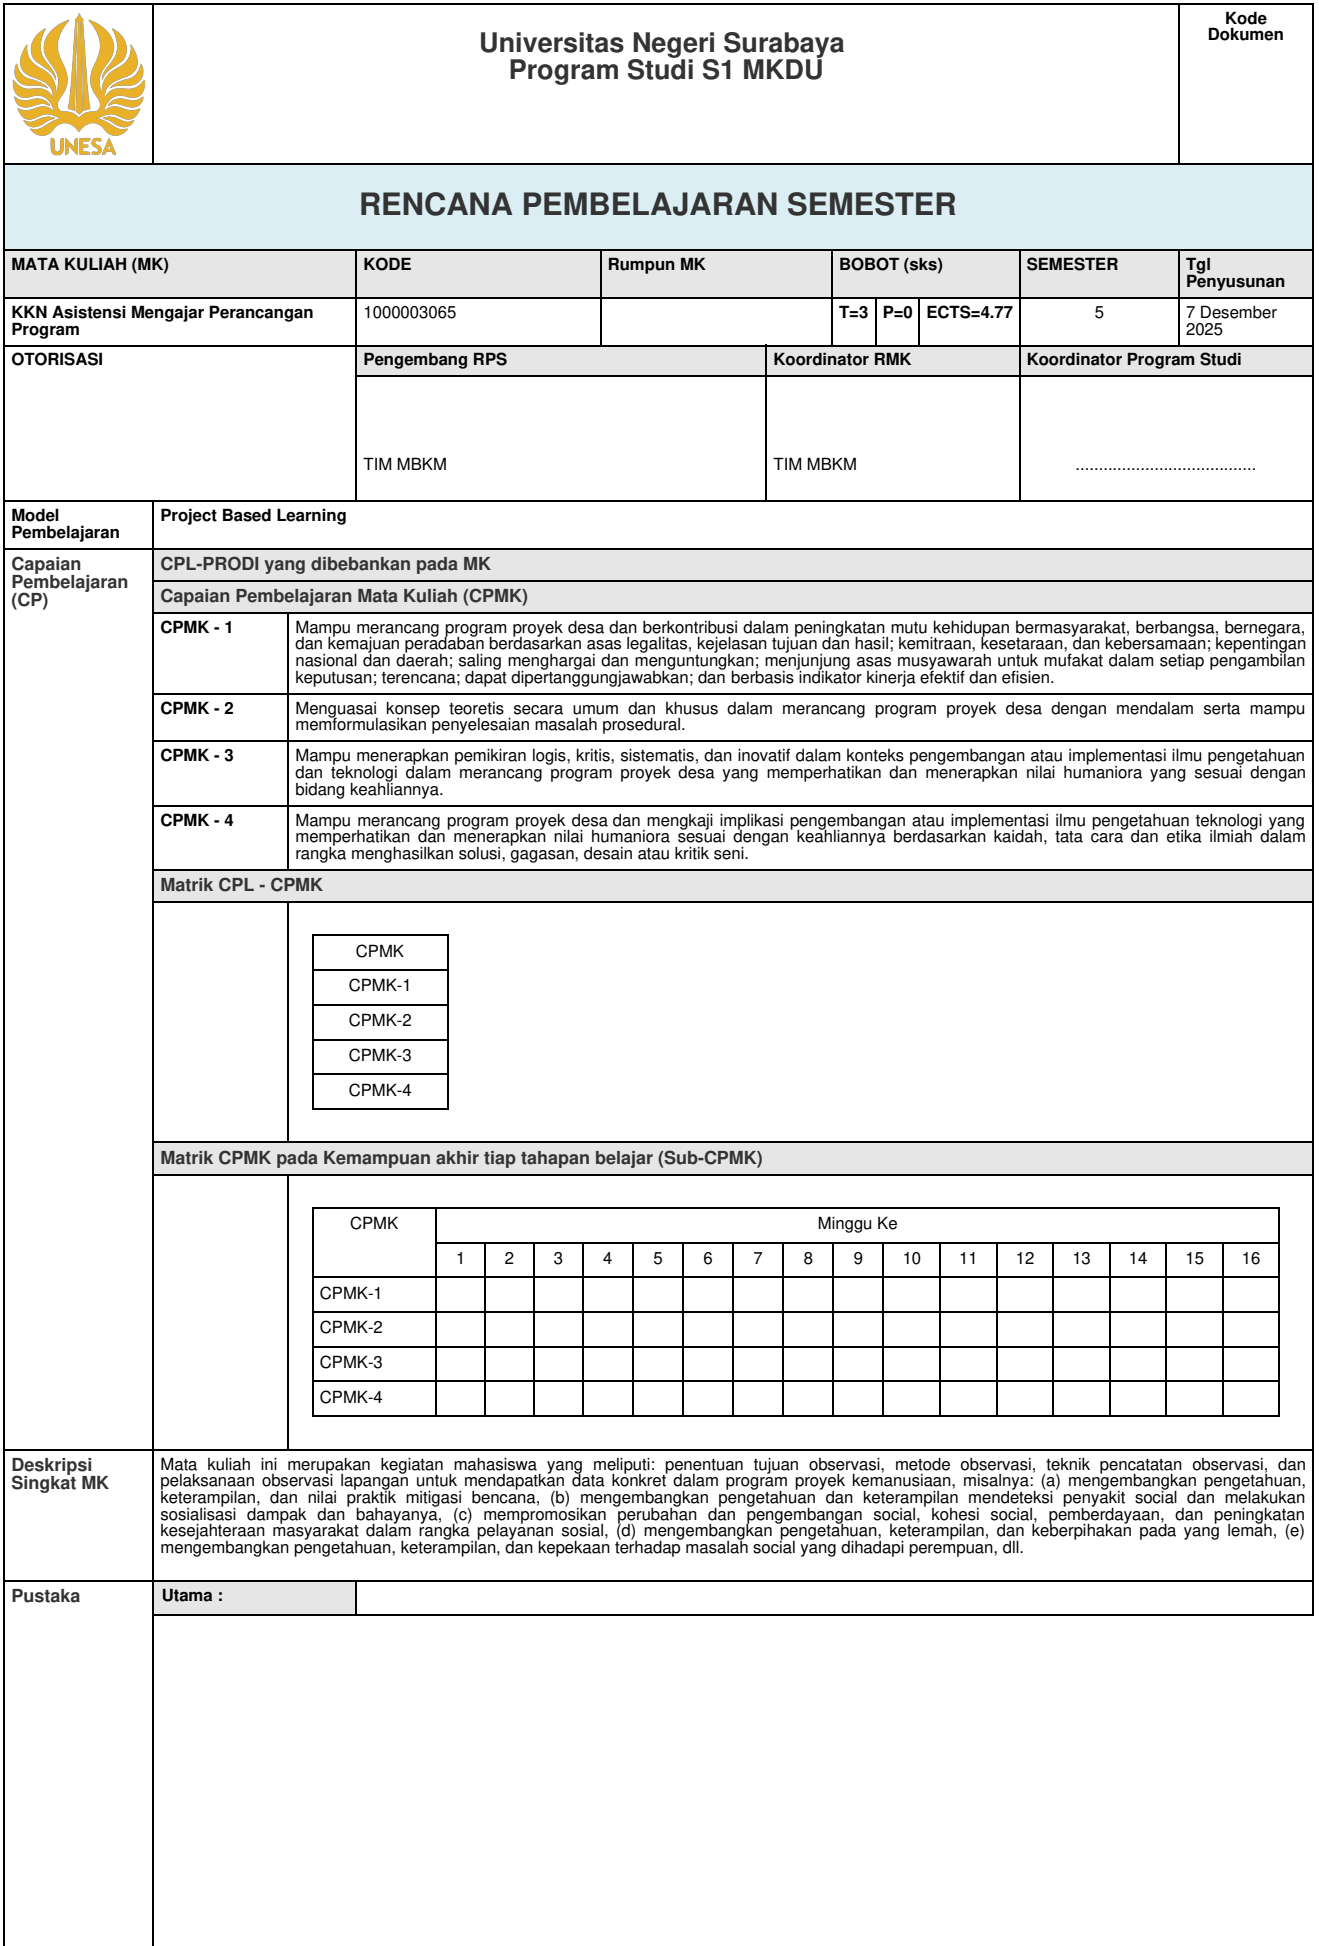 UNESA
Universitas Negeri Surabaya
Program Studi S1 MKDU
Kode
Dokumen
RENCANA PEMBELAJARAN SEMESTER
MATA KULIAH (MK)
KODE
Rumpun MK
BOBOT (sks)
SEMESTER
Tgl
Penyusunan
KKN Asistensi Mengajar Perancangan
Program
1000003065
T=3
P=0
ECTS=4.77
5
7 Desember
2025
OTORISASI
Pengembang RPS
Koordinator RMK
Koordinator Program Studi
TIM MBKM
TIM MBKM
.......................................
Model
Pembelajaran
Project Based Learning
Capaian
Pembelajaran
(CP)
CPL-PRODI yang dibebankan pada MK
Capaian Pembelajaran Mata Kuliah (CPMK)
CPMK - 1
Mampu merancang program proyek desa dan berkontribusi dalam peningkatan mutu kehidupan bermasyarakat, berbangsa, bernegara,
dan kemajuan peradaban berdasarkan asas legalitas, kejelasan tujuan dan hasil; kemitraan, kesetaraan, dan kebersamaan; kepentingan
nasional dan daerah; saling menghargai dan menguntungkan; menjunjung asas musyawarah untuk mufakat dalam setiap pengambilan
keputusan; terencana; dapat dipertanggungjawabkan; dan berbasis indikator kinerja efektif dan efisien.
CPMK - 2
Menguasai konsep teoretis secara umum dan khusus dalam merancang program proyek desa dengan mendalam serta mampu
memformulasikan penyelesaian masalah prosedural.
CPMK - 3
Mampu menerapkan pemikiran logis, kritis, sistematis, dan inovatif dalam konteks pengembangan atau implementasi ilmu pengetahuan
dan teknologi dalam merancang program proyek desa yang memperhatikan dan menerapkan nilai humaniora yang sesuai dengan
bidang keahliannya.
CPMK - 4
Mampu merancang program proyek desa dan mengkaji implikasi pengembangan atau implementasi ilmu pengetahuan teknologi yang
memperhatikan dan menerapkan nilai humaniora sesuai dengan keahliannya berdasarkan kaidah, tata cara dan etika ilmiah dalam
rangka menghasilkan solusi, gagasan, desain atau kritik seni.
Matrik CPL - CPMK
CPMK
CPMK-1
CPMK-2
CPMK-3
CPMK-4
Matrik CPMK pada Kemampuan akhir tiap tahapan belajar (Sub-CPMK)
CPMK
Minggu Ke
1 2 3 4 5 6 7 8 9 10 11 12 13 14 15 16
CPMK-1
CPMK-2
CPMK-3
CPMK-4
Deskripsi
Singkat MK
Mata kuliah ini merupakan kegiatan mahasiswa yang meliputi: penentuan tujuan observasi, metode observasi, teknik pencatatan observasi, dan
pelaksanaan observasi lapangan untuk mendapatkan data konkret dalam program proyek kemanusiaan, misalnya: (a) mengembangkan pengetahuan,
keterampilan, dan nilai praktik mitigasi bencana, (b) mengembangkan pengetahuan dan keterampilan mendeteksi penyakit social dan melakukan
sosialisasi dampak dan bahayanya, (c) mempromosikan perubahan dan pengembangan social, kohesi social, pemberdayaan, dan peningkatan
kesejahteraan masyarakat dalam rangka pelayanan sosial, (d) mengembangkan pengetahuan, keterampilan, dan keberpihakan pada yang lemah, (e)
mengembangkan pengetahuan, keterampilan, dan kepekaan terhadap masalah social yang dihadapi perempuan, dll.
Pustaka
Utama :